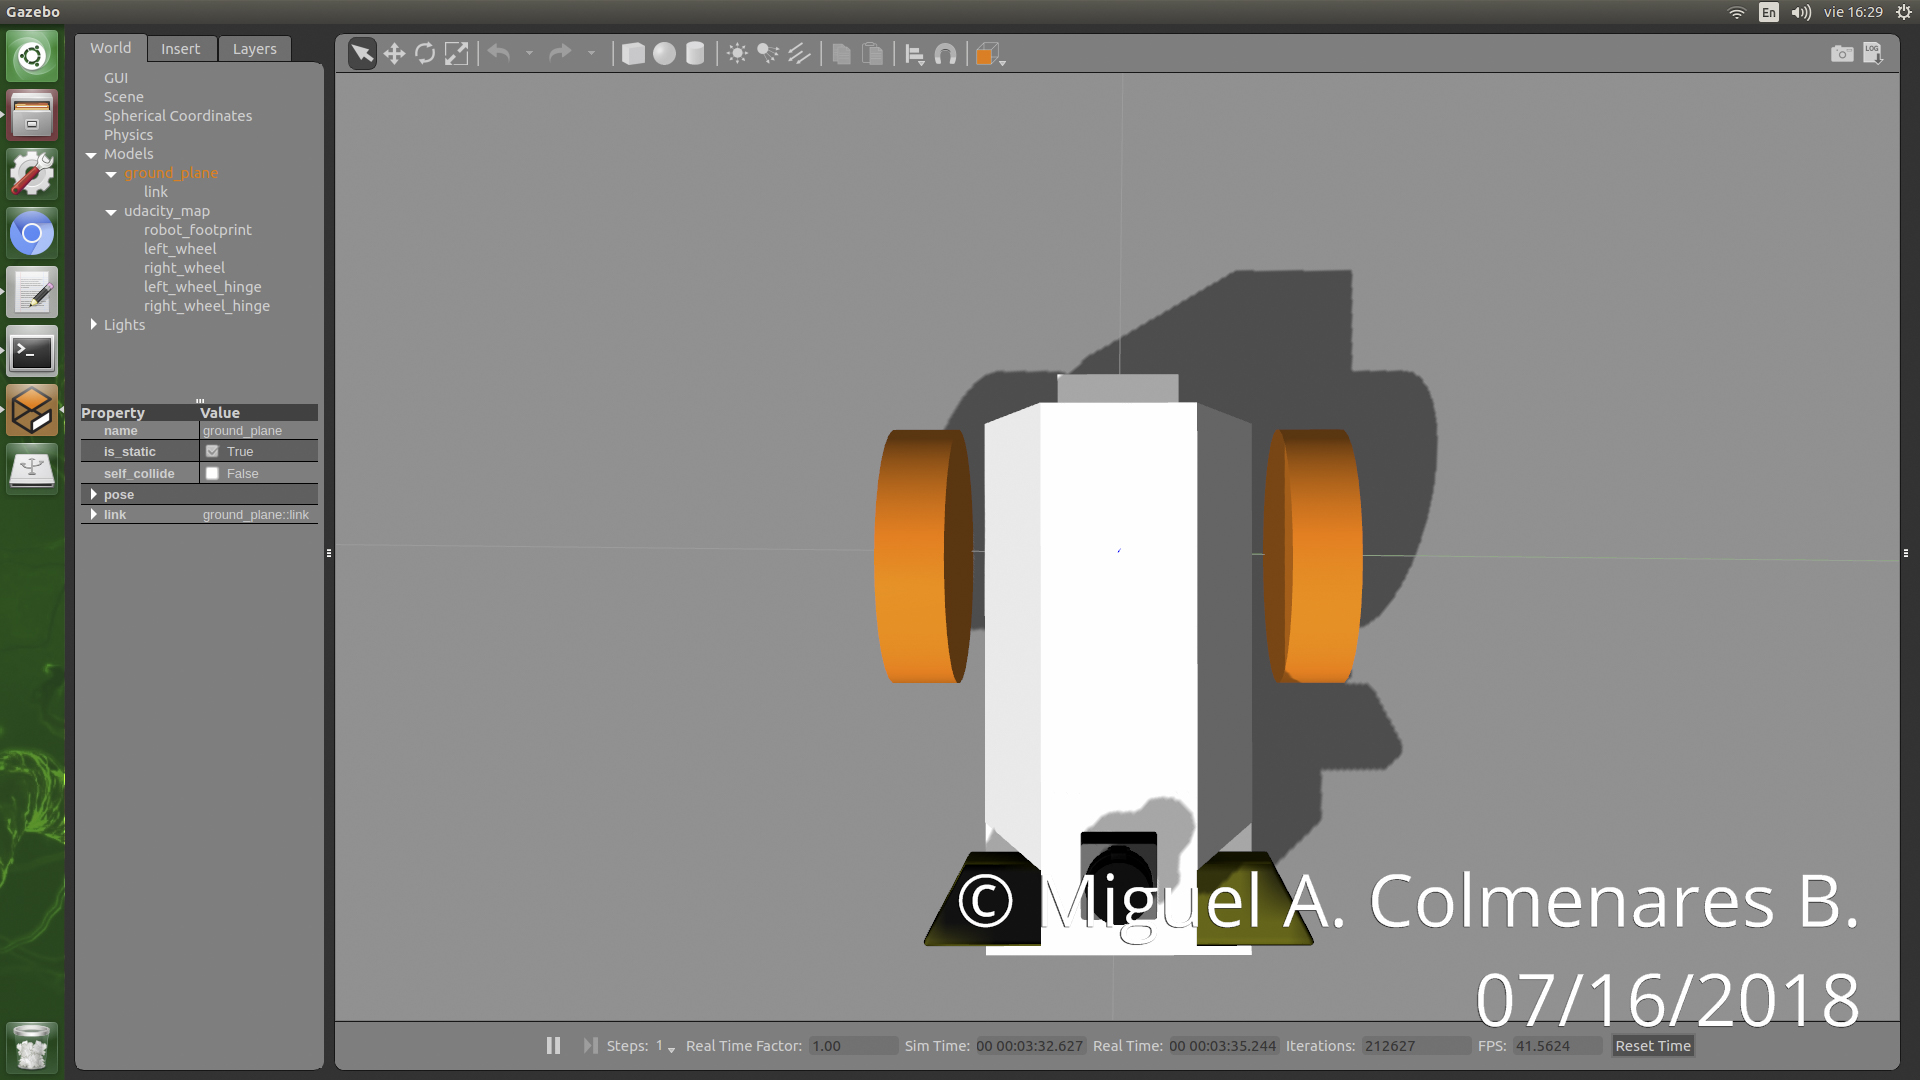 Gazebo
En
vie 16:29
World Insert Layers
LOG
GUI
Scene
Spherical Coordinates
Physics
Models
ground_plane
link
udacity_map
robot_footprint
left_wheel
right_wheel
left_wheel_hinge
right_wheel_hinge
Lights
Property Value
name ground_plane
is_static True
self_collide False
pose
link ground_plane::link
© Miguel A. Colmenares B.
07/16/2018
Steps: 1 Real Time Factor: 1.00 Sim Time: 00 00:03:32.627 Real Time: 00 00:03:35.244 Iterations: 212627 FPS: 41.5624 Reset Time